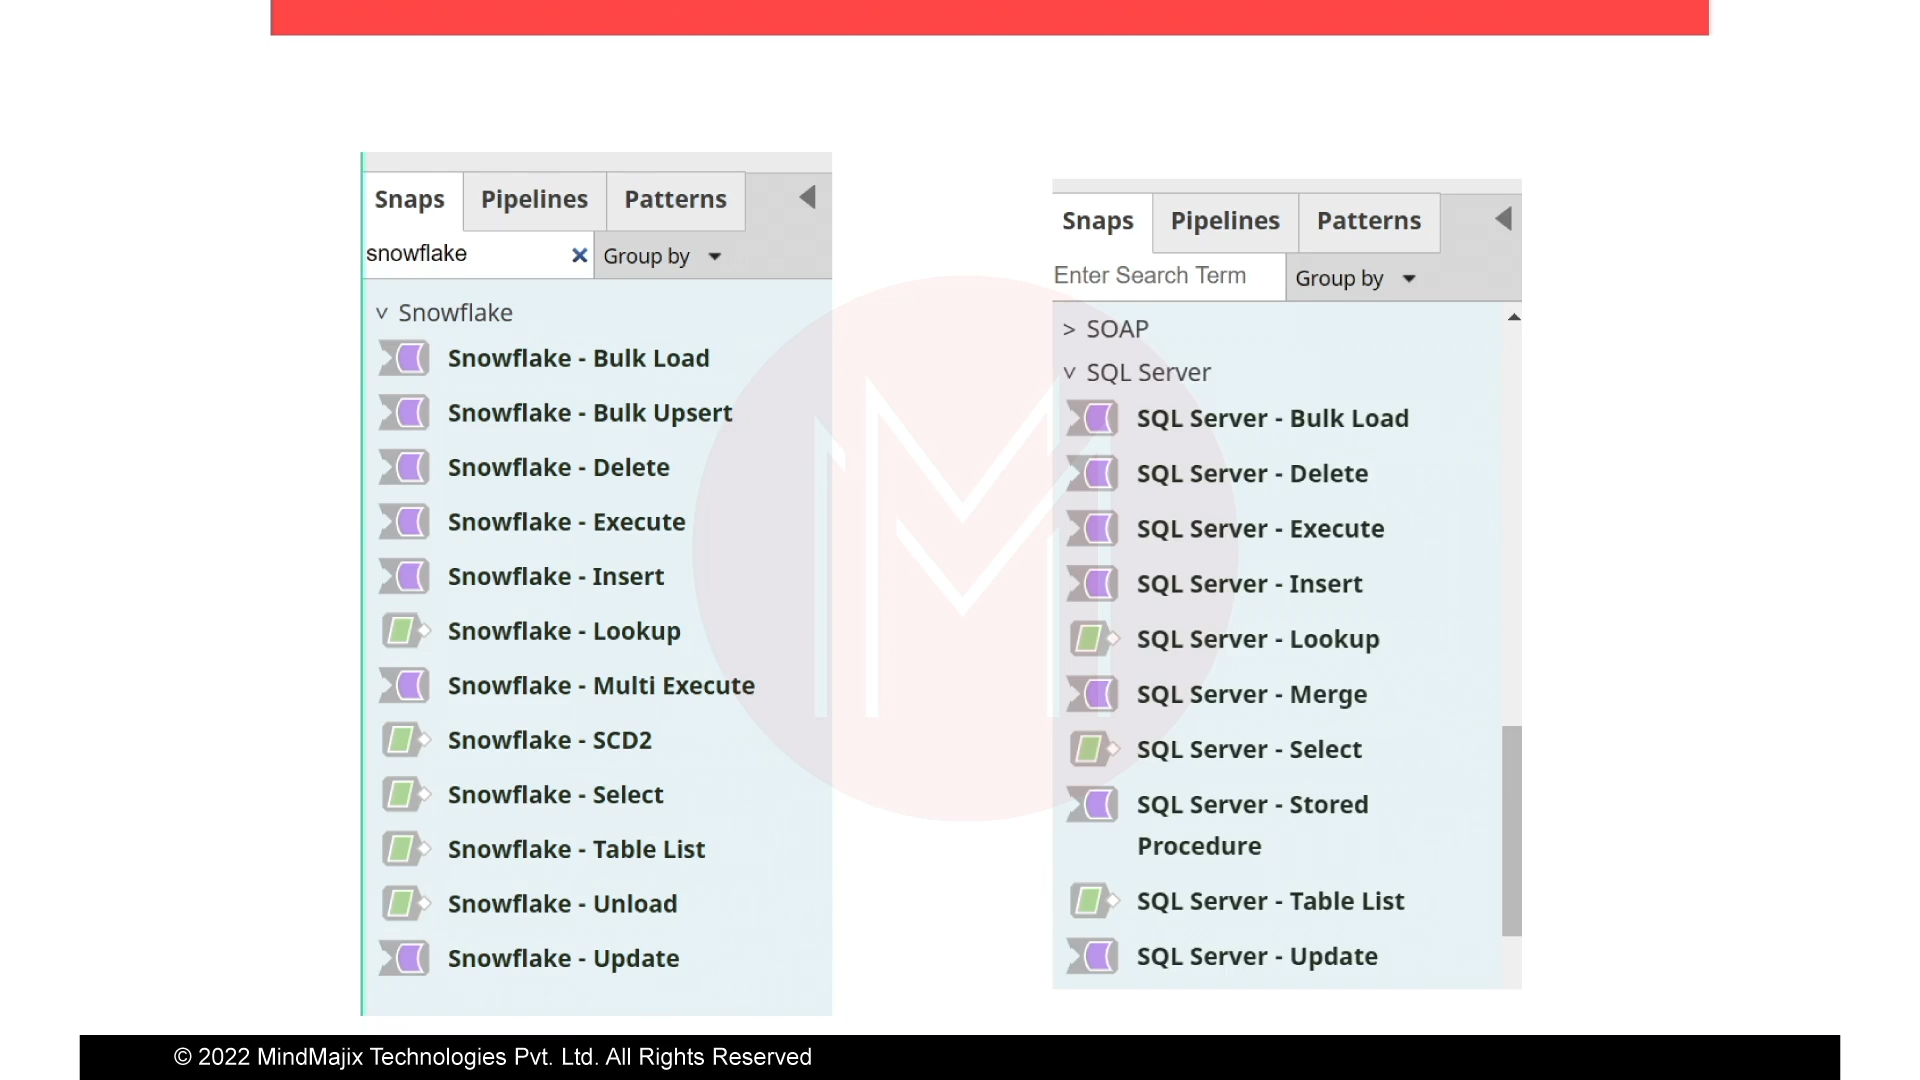 Snaps Pipelines Patterns
snowflake Group by
Snowflake
Snowflake - Bulk Load
Snowflake - Bulk Upsert
Snowflake - Delete
Snowflake - Execute
Snowflake - Insert
Snowflake - Lookup
Snowflake - Multi Execute
Snowflake - SCD2
Snowflake - Select
Snowflake - Table List
Snowflake - Unload
Snowflake - Update
Snaps Pipelines Patterns
Enter Search Term Group by
SOAP
SQL Server
SQL Server - Bulk Load
SQL Server - Delete
SQL Server - Execute
SQL Server - Insert
SQL Server - Lookup
SQL Server - Merge
SQL Server - Select
SQL Server - Stored
Procedure
SQL Server - Table List
SQL Server - Update
© 2022 MindMajix Technologies Pvt. Ltd. All Rights Reserved